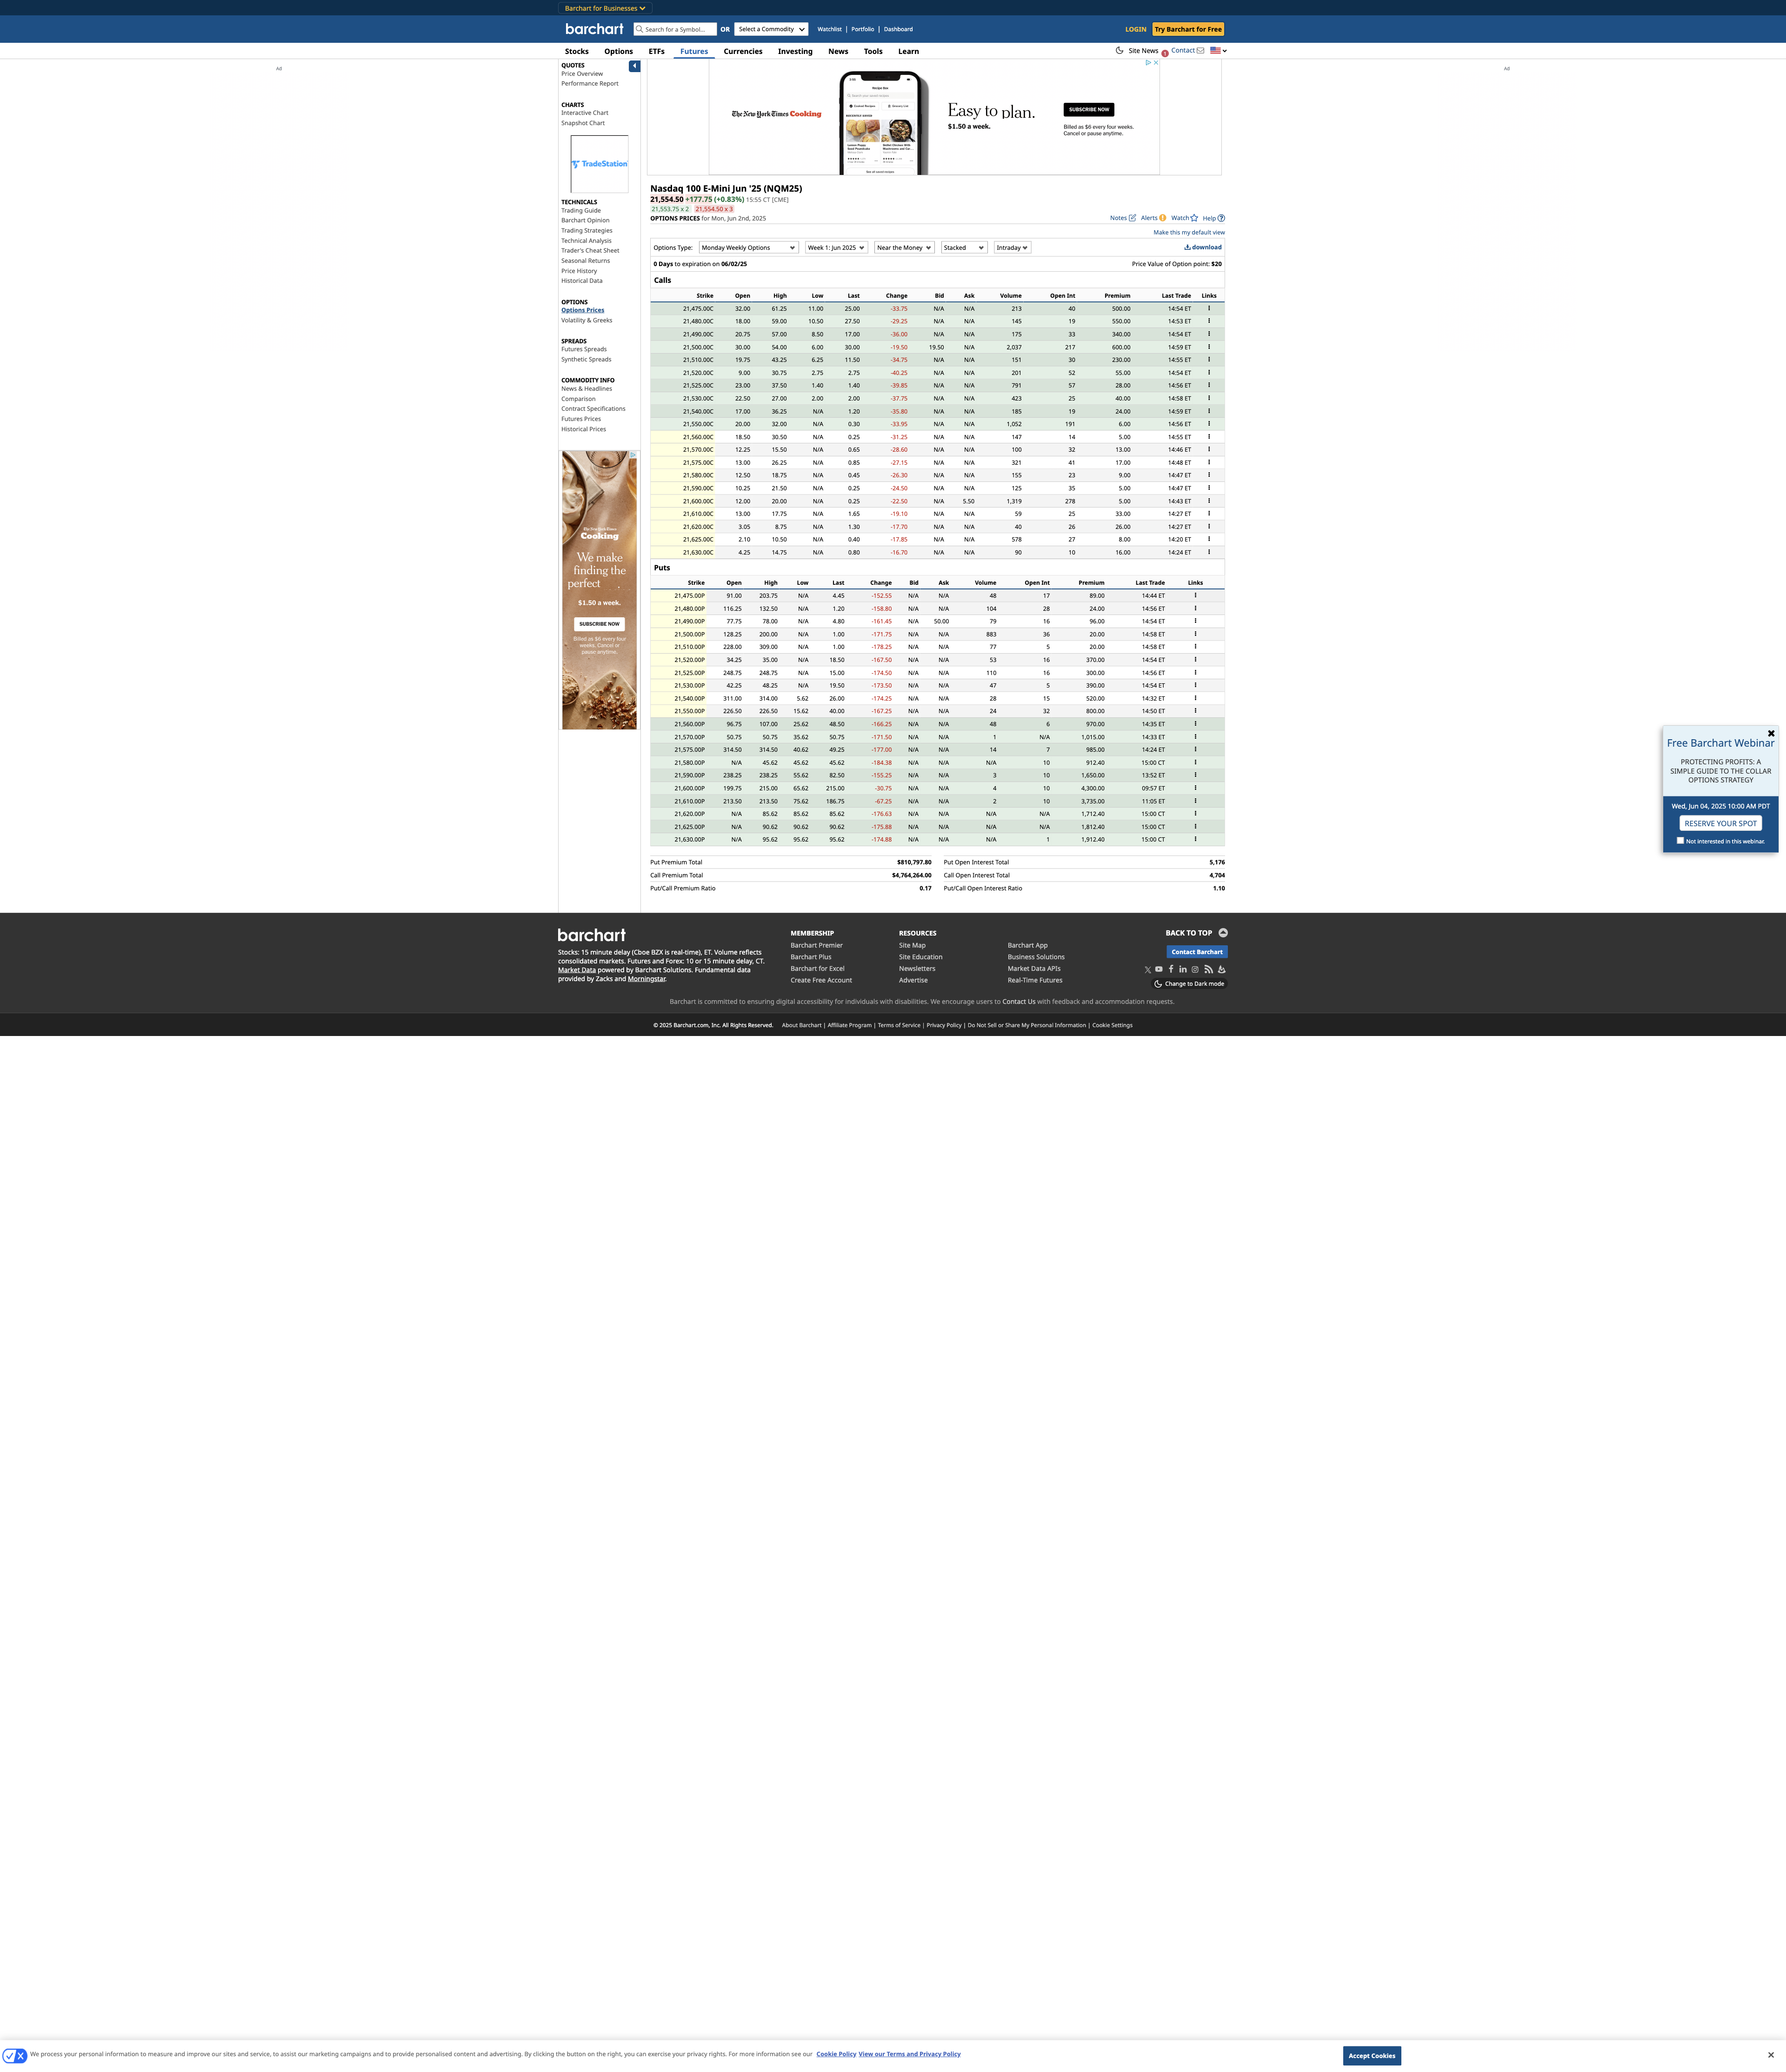 Barchart for Businesses
barchart
Search for a Symbol...
OR
Select a Commodity
Watchlist | Portfolio | Dashboard
LOGIN
Try Barchart for Free
Stocks Options ETFs Futures Currencies Investing News Tools Learn
Site News 1 Contact
Ad
Ad
QUOTES
Price Overview
Performance Report
CHARTS
Interactive Chart
Snapshot Chart
TradeStation
TECHNICALS
Trading Guide
Barchart Opinion
Trading Strategies
Technical Analysis
Trader's Cheat Sheet
Seasonal Returns
Price History
Historical Data
OPTIONS
Options Prices
Volatility & Greeks
SPREADS
Futures Spreads
Synthetic Spreads
COMMODITY INFO
News & Headlines
Comparison
Contract Specifications
Futures Prices
Historical Prices
The New York Times
Cooking
We make
finding the
perfect .
$1.50 a week.
SUBSCRIBE NOW
Billed as $6 every four
weeks. Cancel or
pause anytime.
The New York Times Cooking
Recipe Box
Easy to plan.
$1.50 a week.
SUBSCRIBE NOW
Billed as $6 every four weeks.
Cancel or pause anytime.
Nasdaq 100 E-Mini Jun '25 (NQM25)
21,554.50 +177.75 (+0.83%) 15:55 CT [CME]
21,553.75 x 2 21,554.50 x 3
OPTIONS PRICES for Mon, Jun 2nd, 2025
Notes Alerts Watch Help
Make this my default view
Options Type: Monday Weekly Options Week 1: Jun 2025 Near the Money Stacked Intraday download
0 Days to expiration on 06/02/25 Price Value of Option point: $20
Calls
Strike Open High Low Last Change Bid Ask Volume Open Int Premium Last Trade Links
21,475.00C 32.00 61.25 11.00 25.00 -33.75 N/A N/A 213 40 500.00 14:54 ET
21,480.00C 18.00 59.00 10.50 27.50 -29.25 N/A N/A 145 19 550.00 14:53 ET
21,490.00C 20.75 57.00 8.50 17.00 -36.00 N/A N/A 175 33 340.00 14:54 ET
21,500.00C 30.00 54.00 6.00 30.00 -19.50 19.50 N/A 2,037 217 600.00 14:59 ET
21,510.00C 19.75 43.25 6.25 11.50 -34.75 N/A N/A 151 30 230.00 14:55 ET
21,520.00C 9.00 30.75 2.75 2.75 -40.25 N/A N/A 201 52 55.00 14:54 ET
21,525.00C 23.00 37.50 1.40 1.40 -39.85 N/A N/A 791 57 28.00 14:56 ET
21,530.00C 22.50 27.00 2.00 2.00 -37.75 N/A N/A 423 25 40.00 14:58 ET
21,540.00C 17.00 36.25 N/A 1.20 -35.80 N/A N/A 185 19 24.00 14:59 ET
21,550.00C 20.00 32.00 N/A 0.30 -33.95 N/A N/A 1,052 191 6.00 14:56 ET
21,560.00C 18.50 30.50 N/A 0.25 -31.25 N/A N/A 147 14 5.00 14:55 ET
21,570.00C 12.25 15.50 N/A 0.65 -28.60 N/A N/A 100 32 13.00 14:46 ET
21,575.00C 13.00 26.25 N/A 0.85 -27.15 N/A N/A 321 41 17.00 14:48 ET
21,580.00C 12.50 18.75 N/A 0.45 -26.30 N/A N/A 155 23 9.00 14:47 ET
21,590.00C 10.25 21.50 N/A 0.25 -24.50 N/A N/A 125 35 5.00 14:47 ET
21,600.00C 12.00 20.00 N/A 0.25 -22.50 N/A 5.50 1,319 278 5.00 14:43 ET
21,610.00C 13.00 17.75 N/A 1.65 -19.10 N/A N/A 59 25 33.00 14:27 ET
21,620.00C 3.05 8.75 N/A 1.30 -17.70 N/A N/A 40 26 26.00 14:27 ET
21,625.00C 2.10 10.50 N/A 0.40 -17.85 N/A N/A 578 27 8.00 14:20 ET
21,630.00C 4.25 14.75 N/A 0.80 -16.70 N/A N/A 90 10 16.00 14:24 ET
Puts
Strike Open High Low Last Change Bid Ask Volume Open Int Premium Last Trade Links
21,475.00P 91.00 203.75 N/A 4.45 -152.55 N/A N/A 48 17 89.00 14:44 ET
21,480.00P 116.25 132.50 N/A 1.20 -158.80 N/A N/A 104 28 24.00 14:56 ET
21,490.00P 77.75 78.00 N/A 4.80 -161.45 N/A 50.00 79 16 96.00 14:54 ET
21,500.00P 128.25 200.00 N/A 1.00 -171.75 N/A N/A 883 36 20.00 14:58 ET
21,510.00P 228.00 309.00 N/A 1.00 -178.25 N/A N/A 77 5 20.00 14:58 ET
21,520.00P 34.25 35.00 N/A 18.50 -167.50 N/A N/A 53 16 370.00 14:54 ET
21,525.00P 248.75 248.75 N/A 15.00 -174.50 N/A N/A 110 16 300.00 14:56 ET
21,530.00P 42.25 48.25 N/A 19.50 -173.50 N/A N/A 47 5 390.00 14:54 ET
21,540.00P 311.00 314.00 5.62 26.00 -174.25 N/A N/A 28 15 520.00 14:32 ET
21,550.00P 226.50 226.50 15.62 40.00 -167.25 N/A N/A 24 32 800.00 14:50 ET
21,560.00P 96.75 107.00 25.62 48.50 -166.25 N/A N/A 48 6 970.00 14:35 ET
21,570.00P 50.75 50.75 35.62 50.75 -171.50 N/A N/A 1 N/A 1,015.00 14:33 ET
21,575.00P 314.50 314.50 40.62 49.25 -177.00 N/A N/A 14 7 985.00 14:24 ET
21,580.00P N/A 45.62 45.62 45.62 -184.38 N/A N/A N/A 10 912.40 15:00 CT
21,590.00P 238.25 238.25 55.62 82.50 -155.25 N/A N/A 3 10 1,650.00 13:52 ET
21,600.00P 199.75 215.00 65.62 215.00 -30.75 N/A N/A 4 10 4,300.00 09:57 ET
21,610.00P 213.50 213.50 75.62 186.75 -67.25 N/A N/A 2 10 3,735.00 11:05 ET
21,620.00P N/A 85.62 85.62 85.62 -176.63 N/A N/A N/A N/A 1,712.40 15:00 CT
21,625.00P N/A 90.62 90.62 90.62 -175.88 N/A N/A N/A N/A 1,812.40 15:00 CT
21,630.00P N/A 95.62 95.62 95.62 -174.88 N/A N/A N/A 1 1,912.40 15:00 CT
Put Premium Total $810,797.80 Put Open Interest Total 5,176
Call Premium Total $4,764,264.00 Call Open Interest Total 4,704
Put/Call Premium Ratio 0.17 Put/Call Open Interest Ratio 1.10
Free Barchart Webinar
PROTECTING PROFITS: A
SIMPLE GUIDE TO THE COLLAR
OPTIONS STRATEGY
Wed, Jun 04, 2025 10:00 AM PDT
RESERVE YOUR SPOT
Not interested in this webinar.
barchart
Stocks: 15 minute delay (Cboe BZX is real-time), ET. Volume reflects
consolidated markets. Futures and Forex: 10 or 15 minute delay, CT.
Market Data powered by Barchart Solutions. Fundamental data
provided by Zacks and Morningstar.
MEMBERSHIP
Barchart Premier
Barchart Plus
Barchart for Excel
Create Free Account
RESOURCES
Site Map
Site Education
Newsletters
Advertise
Barchart App
Business Solutions
Market Data APIs
Real-Time Futures
BACK TO TOP
Contact Barchart
Change to Dark mode
Barchart is committed to ensuring digital accessibility for individuals with disabilities. We encourage users to Contact Us with feedback and accommodation requests.
© 2025 Barchart.com, Inc. All Rights Reserved. About Barchart | Affiliate Program | Terms of Service | Privacy Policy | Do Not Sell or Share My Personal Information | Cookie Settings
We process your personal information to measure and improve our sites and service, to assist our marketing campaigns and to provide personalised content and advertising. By clicking the button on the right, you can exercise your privacy rights. For more information see our Cookie Policy View our Terms and Privacy Policy
Accept Cookies